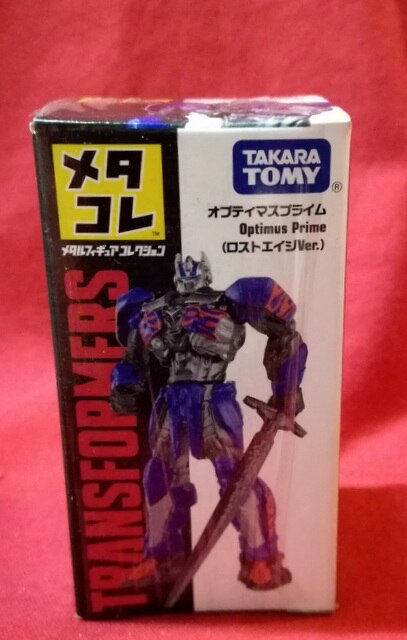 メタ
コレ
TM
メタルフィギュアコレクション
TAKARA
TOMY
®
オプティマスプライム
Optimus Prime
(ロストエイジVer.)
TRANSFORMERS